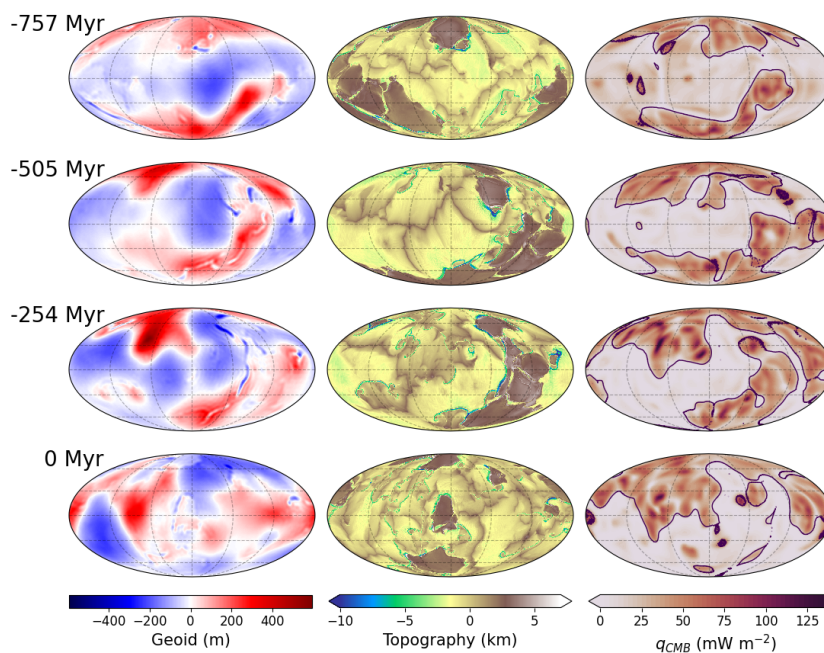 -757 Myr
-505 Myr
-254 Myr
0 Myr
−400 −200 0 200 400
Geoid (m)
−10 −5 0 5
Topography (km)
0 25 50 75 100 125
qCMB (mW m−2)